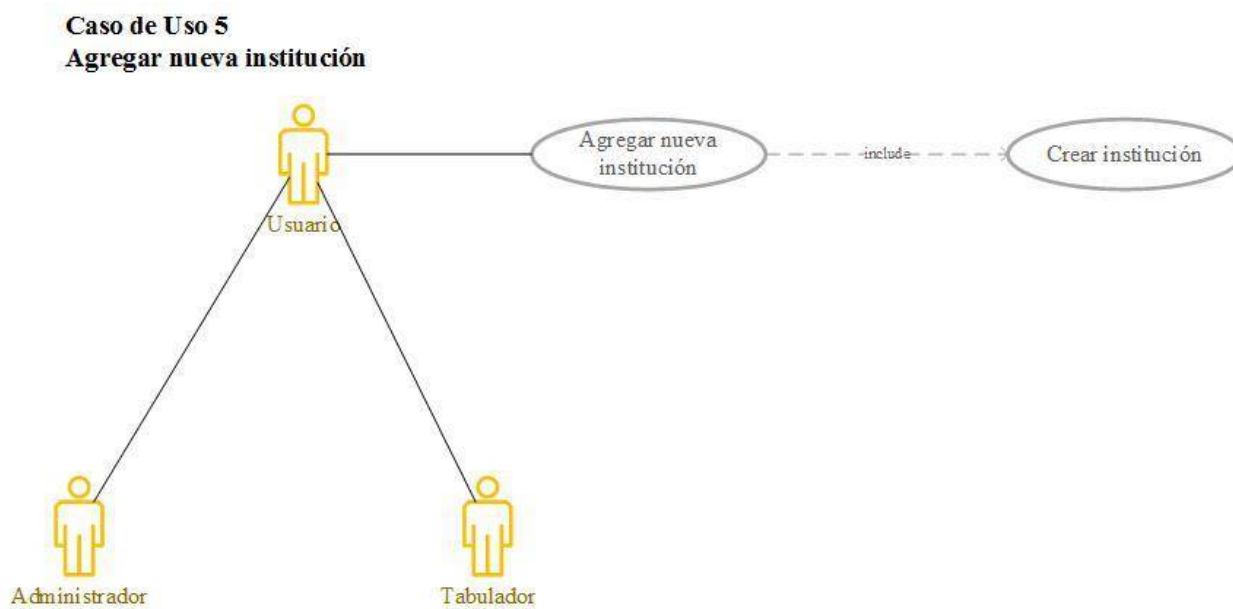 Caso de Uso 5
Agregar nueva institución
Agregar nueva
institución
include
Crear institución
Usuario
Administrador
Tabulador